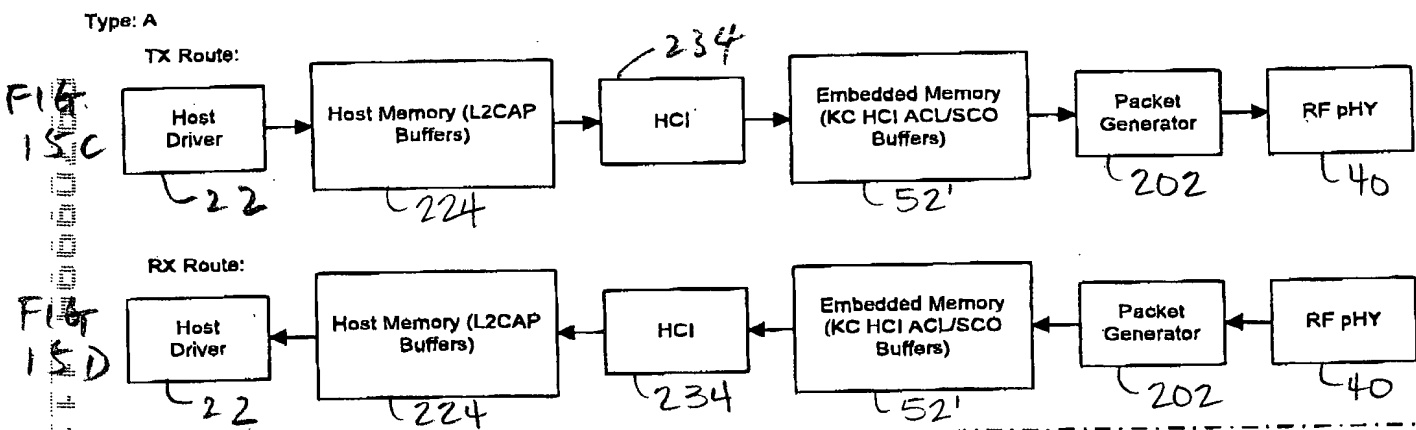 Type: A
TX Route:
FIG. 15C
Host Driver
22
Host Memory (L2CAP Buffers)
224
HCI
234
Embedded Memory (KC HCI ACL/SCO Buffers)
52'
Packet Generator
202
RF pHY
40
RX Route:
FIG 15D
Host Driver
22
Host Memory (L2CAP Buffers)
224
HCI
234
Embedded Memory (KC HCI ACL/SCO Buffers)
52'
Packet Generator
202
RF pHY
40